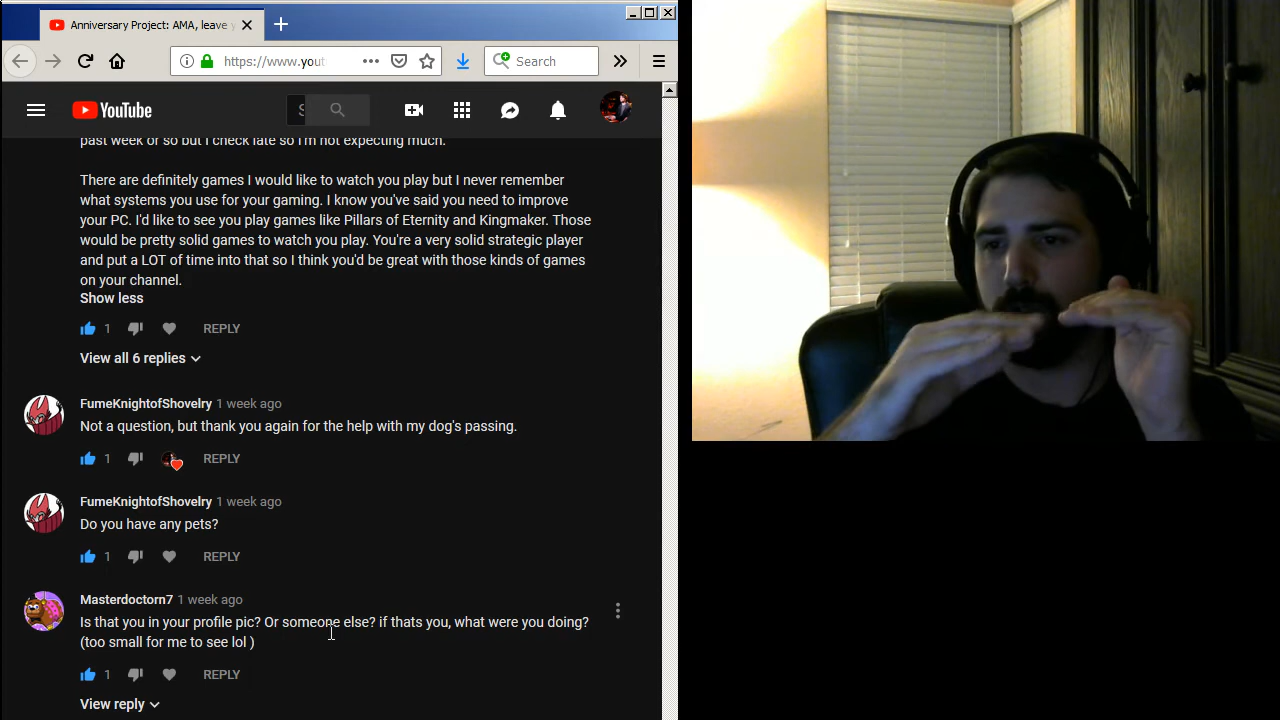 Anniversary Project: AMA, leave y
https://www.yout
Search
YouTube
S
past week or so but I check late so I'm not expecting much.
There are definitely games I would like to watch you play but I never remember
what systems you use for your gaming. I know you've said you need to improve
your PC. I'd like to see you play games like Pillars of Eternity and Kingmaker. Those
would be pretty solid games to watch you play. You're a very solid strategic player
and put a LOT of time into that so I think you'd be great with those kinds of games
on your channel.
Show less
1 REPLY
View all 6 replies
FumeKnightofShovelry 1 week ago
Not a question, but thank you again for the help with my dog's passing.
1 REPLY
FumeKnightofShovelry 1 week ago
Do you have any pets?
1 REPLY
Masterdoctorn7 1 week ago
Is that you in your profile pic? Or someone else? if thats you, what were you doing?
(too small for me to see lol )
1 REPLY
View reply